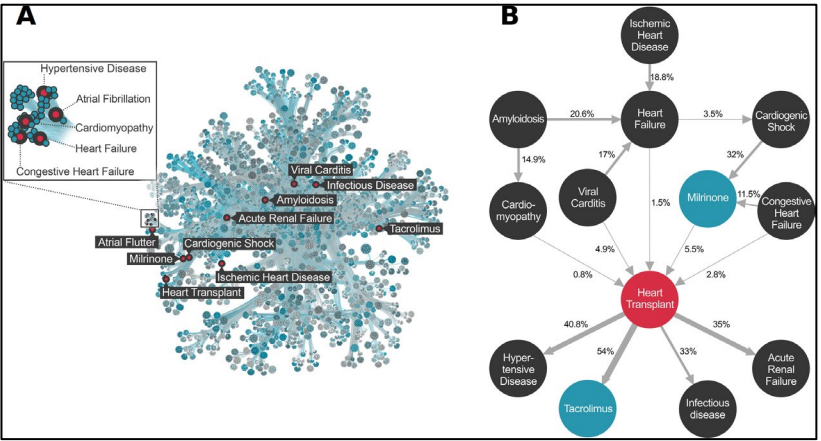 A
Hypertensive Disease
Atrial Fibrillation
Cardiomyopathy
Heart Failure
Congestive Heart Failure
Viral Carditis
Infectious Disease
Amyloidosis
Acute Renal Failure
Tacrolimus
Atrial Flutter
Cardiogenic Shock
Milrinone
Ischemic Heart Disease
Heart Transplant
B
Ischemic
Heart
Disease
18.8%
Amyloidosis
20.6%
Heart
Failure
3.5%
Cardiogenic
Shock
14.9%
17%
32%
Cardio-
myopathy
Viral
Carditis
1.5%
Milrinone
11.5%
Congestive
Heart
Failure
4.9%
5.5%
0.8%
2.8%
Heart
Transplant
40.8%
54%
33%
35%
Hyper-
tensive
Disease
Tacrolimus
Infectious
disease
Acute
Renal
Failure